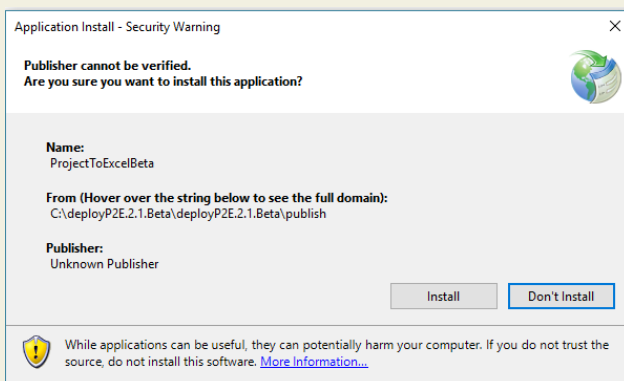 Application Install - Security Warning
Publisher cannot be verified.
Are you sure you want to install this application?
Name:
ProjectToExcelBeta
From (Hover over the string below to see the full domain):
C:\deployP2E.2.1.Beta\deployP2E.2.1.Beta\publish
Publisher:
Unknown Publisher
Install
Don't Install
While applications can be useful, they can potentially harm your computer. If you do not trust the
source, do not install this software. More Information...